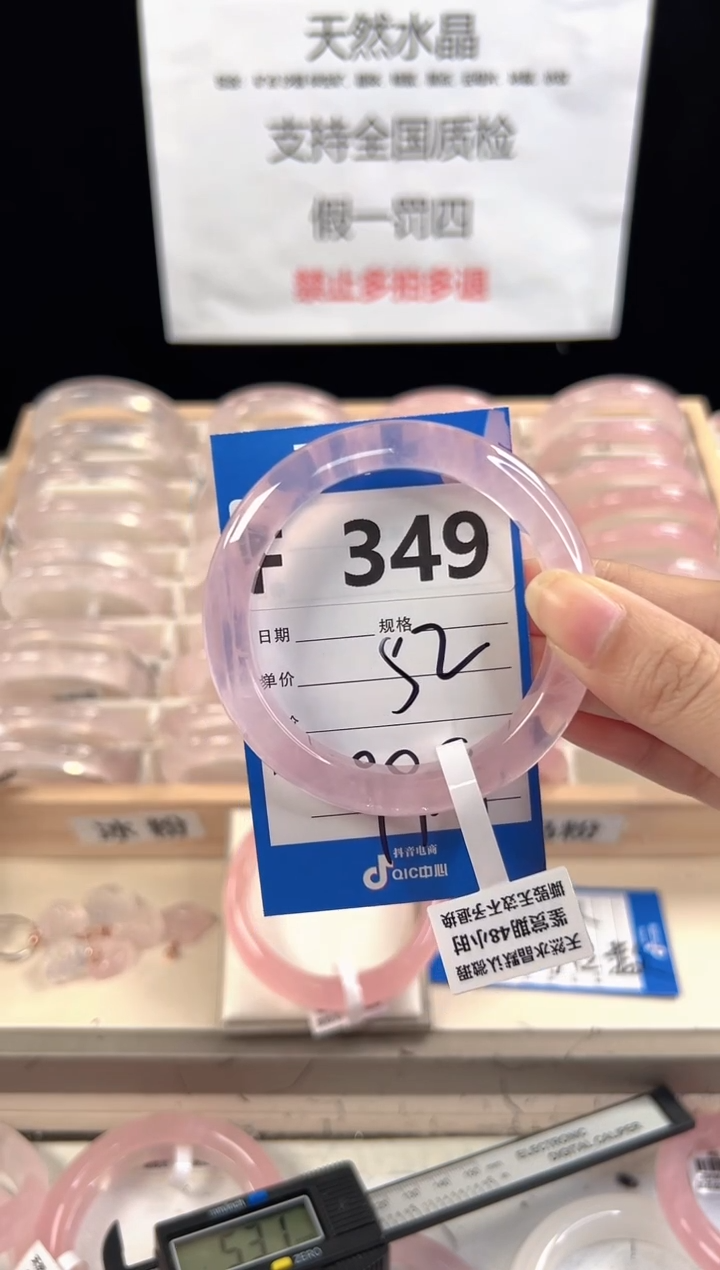 天然水晶
支持全国质检
假一罚四
禁止多拍多退
¥ 349
日期
规格
52
单价
抖音电商
QIC中心
天然水晶默认微瑕
鉴赏期48小时
撕毁无效不予退换
冰粉
ELECTRONIC
DIGITAL CALIPER
ZERO